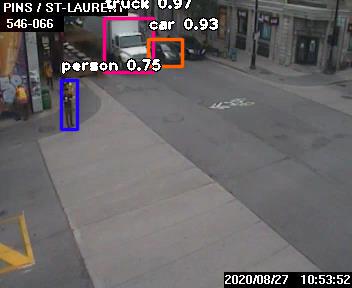 PINS / ST-LAUREN
truck 0.97
546-066
car 0.93
person 0.75
2020/08/27 10:53:52